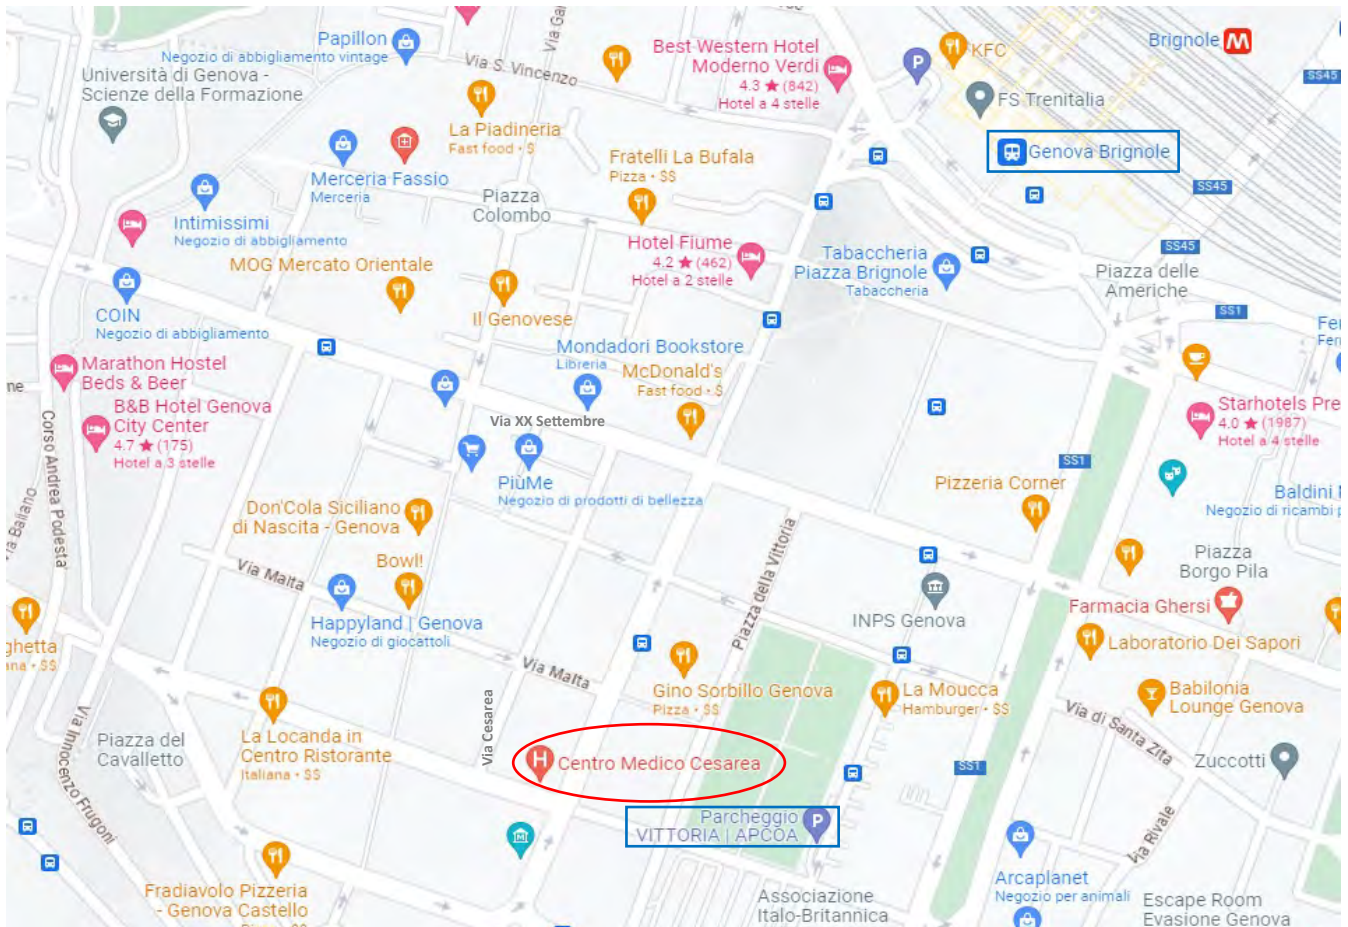 Papillon
Negozio di abbigliamento vintage
Università di Genova -
Scienze della Formazione
Via S. Vincenzo
La Piadineria
Fast food · $
Best Western Hotel
Moderno Verdi
4.3 ★ (842)
Hotel a 4 stelle
P
KFC
FS Trenitalia
Brignole M
SS45
Genova Brignole
SS45
SS45
Merceria Fassio
Merceria
Fratelli La Bufala
Pizza · $$
Piazza
Colombo
Intimissimi
Negozio di abbigliamento
MOG Mercato Orientale
Hotel Fiume
4.2 ★ (462)
Hotel a 2 stelle
Tabaccheria
Piazza Brignole
Tabaccheria
Piazza delle
Americhe
SS1
COIN
Negozio di abbigliamento
Il Genovese
Mondadori Bookstore
Libreria
McDonald's
Fast food · $
Marathon Hostel
Beds & Beer
B&B Hotel Genova
City Center
4.7 ★ (175)
Hotel a 3 stelle
Via XX Settembre
Starhotels Pre
4.0 ★ (1987)
Hotel a 4 stelle
SS1
Corso Andrea Podestà
PiùMe
Negozio di prodotti di bellezza
Pizzeria Corner
Baldini
Negozio di ricambi p
Don'Cola Siciliano
di Nascita - Genova
Bowl!
Via Malta
Happyland | Genova
Negozio di giocattoli
Piazza della Vittoria
INPS Genova
Piazza
Borgo Pila
Farmacia Ghersi
Laboratorio Dei Sapori
ghetta
ana · $$
Via Malta
Gino Sorbillo Genova
Pizza · $$
La Moucca
Hamburger · $$
Babilonia
Lounge Genova
Via di Santa Zita
Via Innocenzo Frugoni
Piazza del
Cavalletto
La Locanda in
Centro Ristorante
Italiana · $$
Via Cesarea
H Centro Medico Cesarea
SS1
Zuccotti
Parcheggio
VITTORIA | APCOA
P
Via Rivale
Fradiavolo Pizzeria
- Genova Castello
Associazione
Italo-Britannica
Arcaplanet
Negozio per animali
Escape Room
Evasione Genova